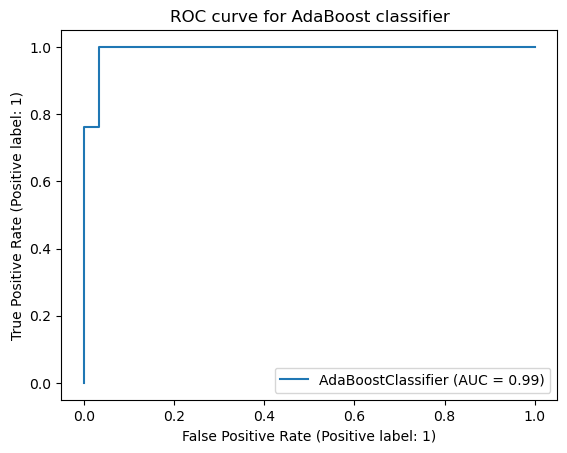 ROC curve for AdaBoost classifier
1.0
0.8
0.6
0.4
0.2
0.0
True Positive Rate (Positive label: 1)
AdaBoostClassifier (AUC = 0.99)
0.0 0.2 0.4 0.6 0.8 1.0
False Positive Rate (Positive label: 1)